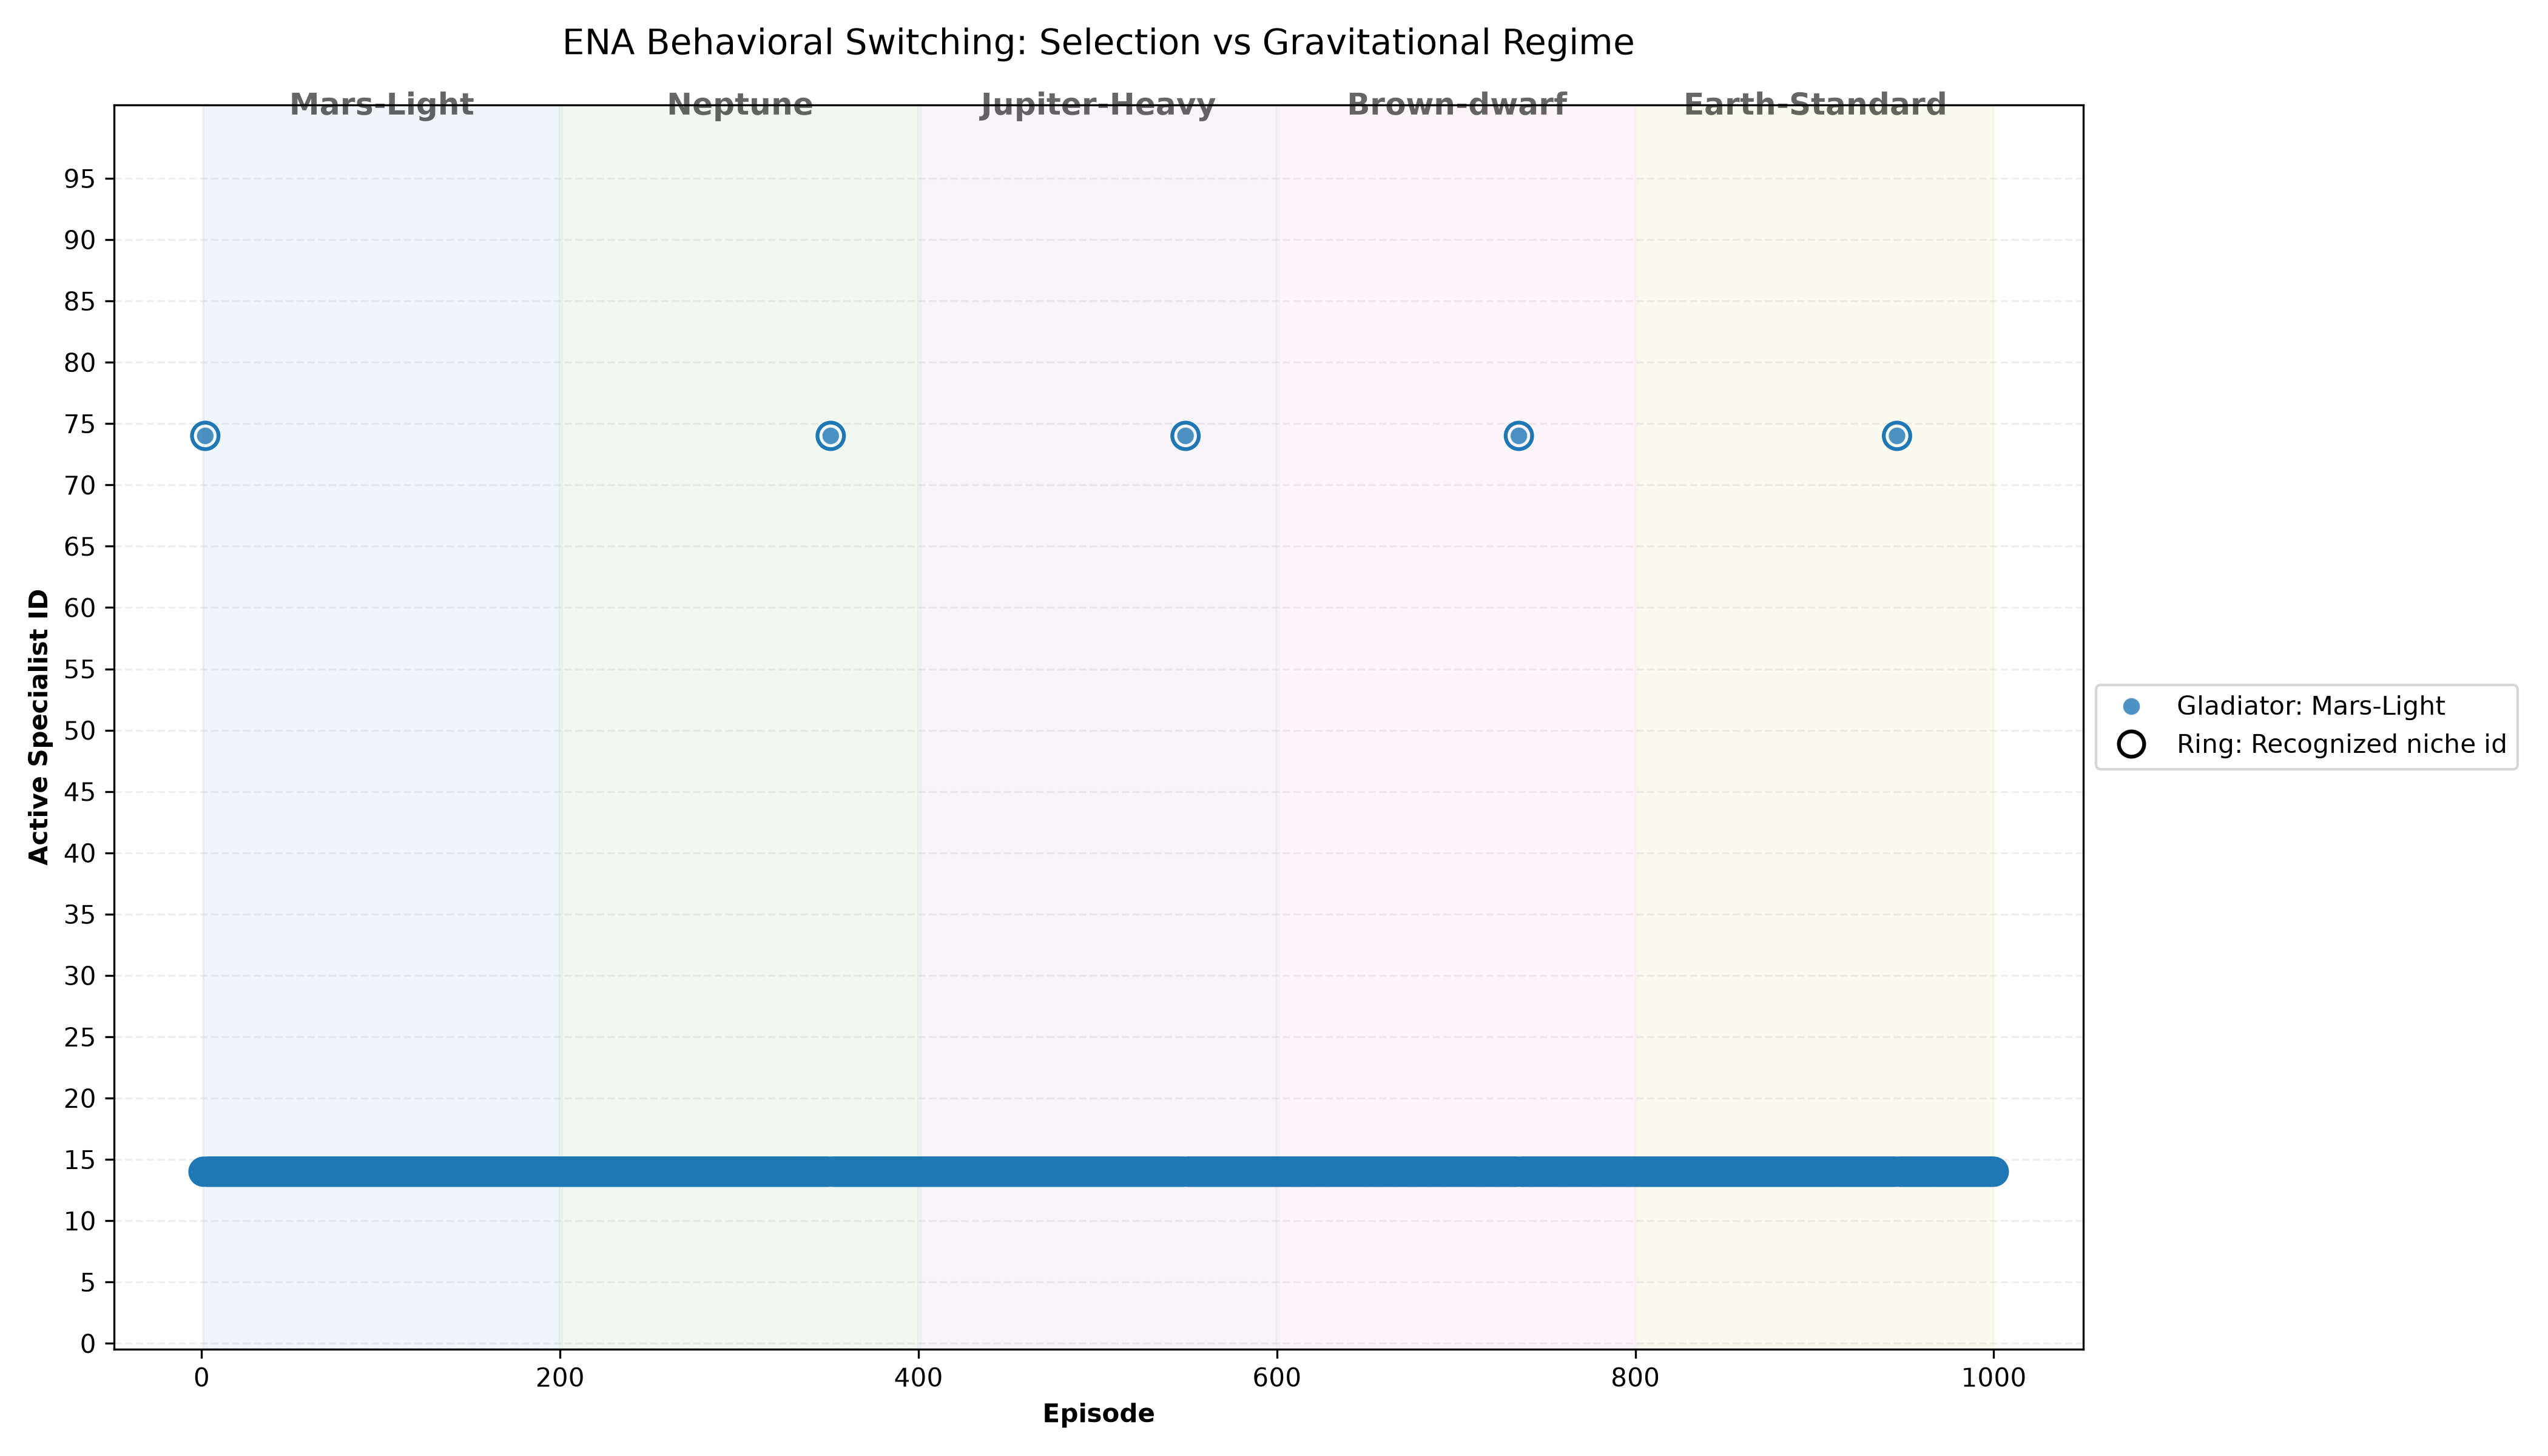 ENA Behavioral Switching: Selection vs Gravitational Regime
Mars-Light Neptune Jupiter-Heavy Brown-dwarf Earth-Standard
95
90
85
80
75
70
65
60
55
50
45
40
35
30
25
20
15
10
5
0
Active Specialist ID
Gladiator: Mars-Light
Ring: Recognized niche id
0 200 400 600 800 1000
Episode